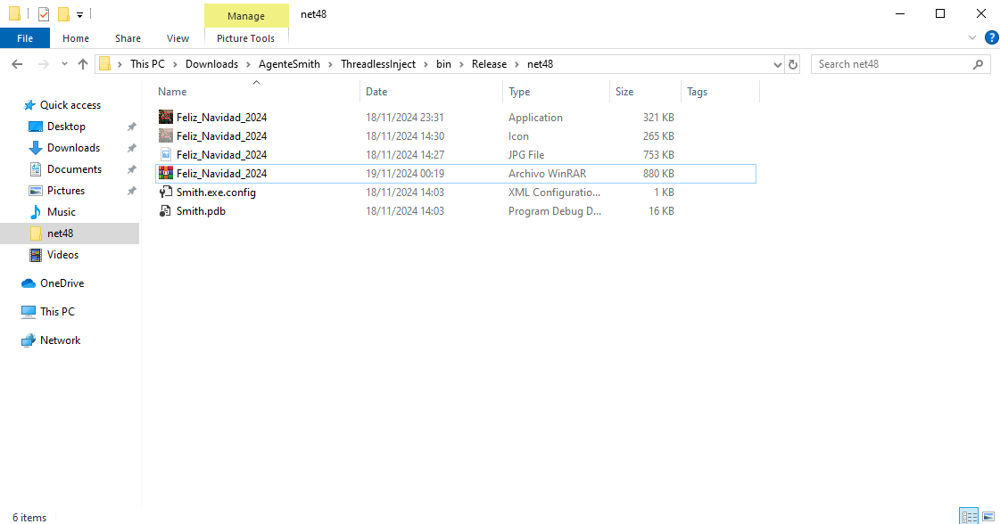 Manage
net48
File
Home
Share
View
Picture Tools
?
This PC > Downloads > AgenteSmith > ThreadlessInject > bin > Release > net48
Search net48
Name
Date
Type
Size
Tags
Feliz_Navidad_2024 18/11/2024 23:31 Application 321 KB
Feliz_Navidad_2024 18/11/2024 14:30 Icon 265 KB
Feliz_Navidad_2024 18/11/2024 14:27 JPG File 753 KB
Feliz_Navidad_2024 19/11/2024 00:19 Archivo WinRAR 880 KB
Smith.exe.config 18/11/2024 14:03 XML Configuratio... 1 KB
Smith.pdb 18/11/2024 14:03 Program Debug D... 16 KB
Quick access
Desktop
Downloads
Documents
Pictures
Music
net48
Videos
OneDrive
This PC
Network
6 items